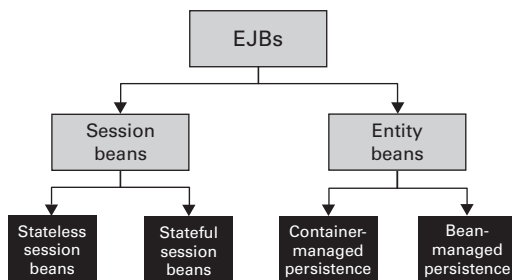 EJBs
Session
beans
Entity
beans
Stateless
session
beans
Stateful
session
beans
Container-
managed
persistence
Bean-
managed
persistence